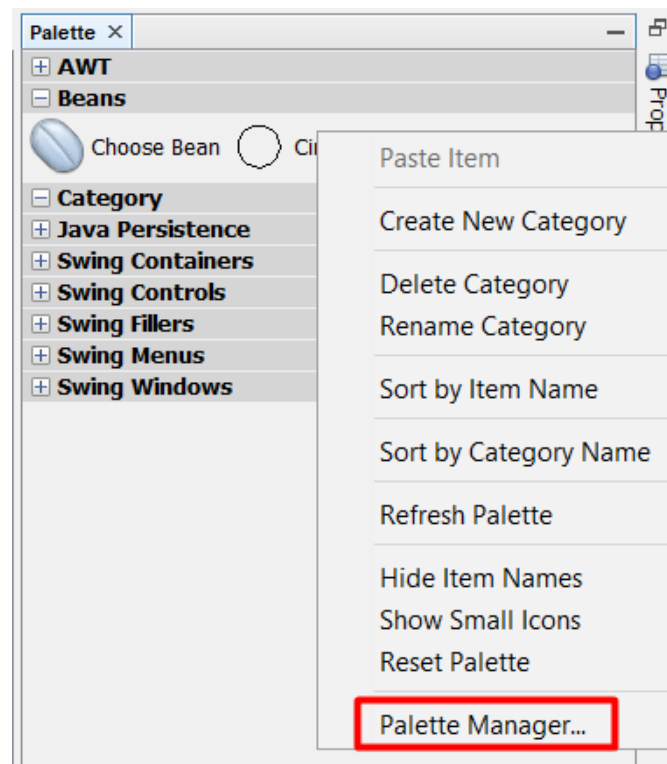 Palette
AWT
Beans
Choose Bean
Category
Java Persistence
Swing Containers
Swing Controls
Swing Fillers
Swing Menus
Swing Windows
Paste Item
Create New Category
Delete Category
Rename Category
Sort by Item Name
Sort by Category Name
Refresh Palette
Hide Item Names
Show Small Icons
Reset Palette
Palette Manager...